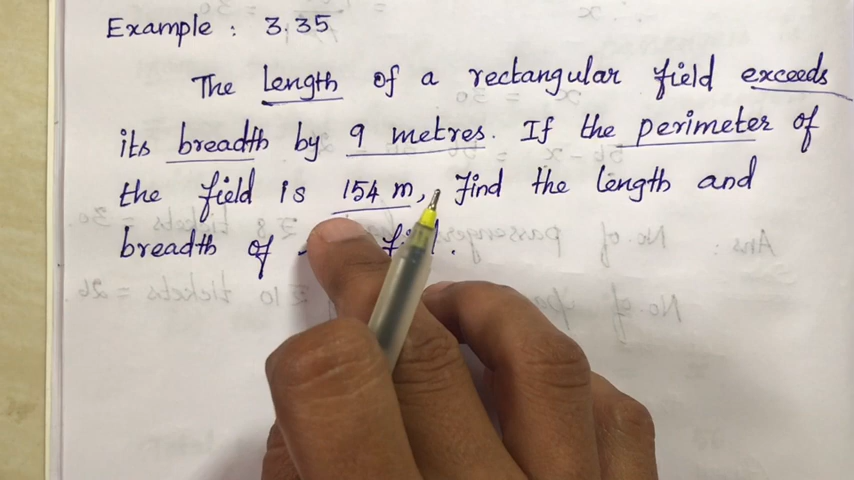 Example : 3.35
The Length of a rectangular field exceeds
its breadth by 9 metres. If the perimeter of
the field is 154 m, Find the length and
breadth of